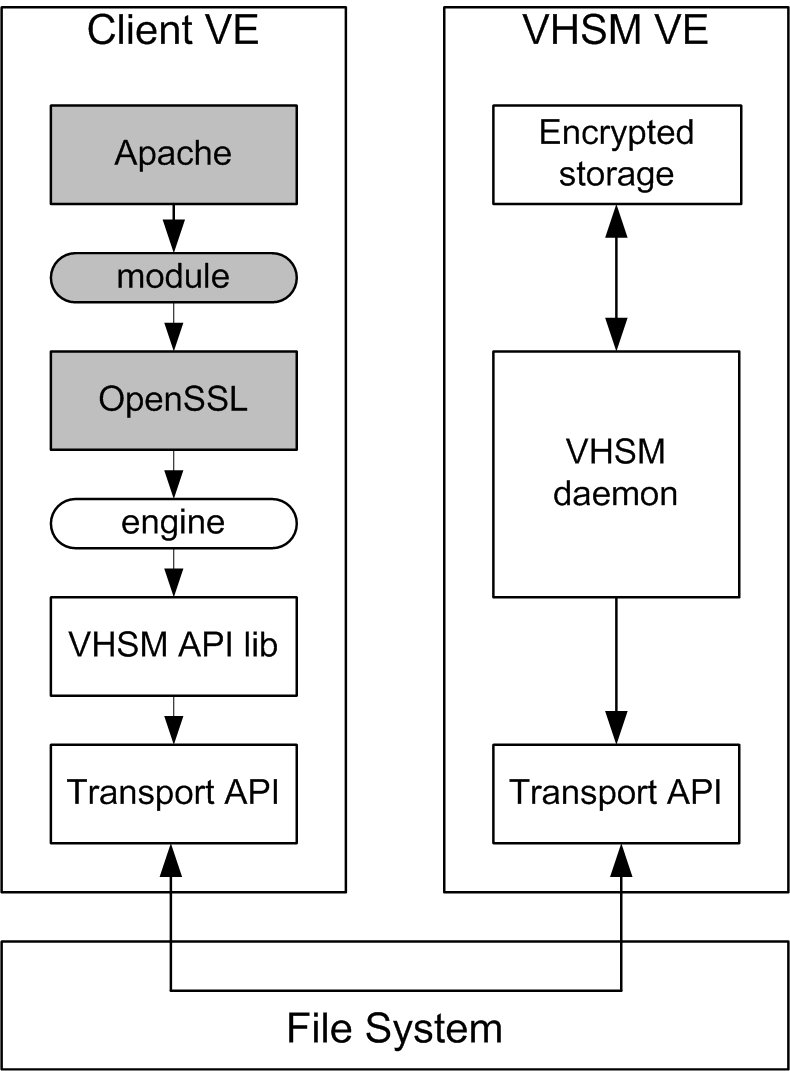 Client VE
Apache
module
OpenSSL
engine
VHSM API lib
Transport API
VHSM VE
Encrypted
storage
VHSM
daemon
Transport API
File System